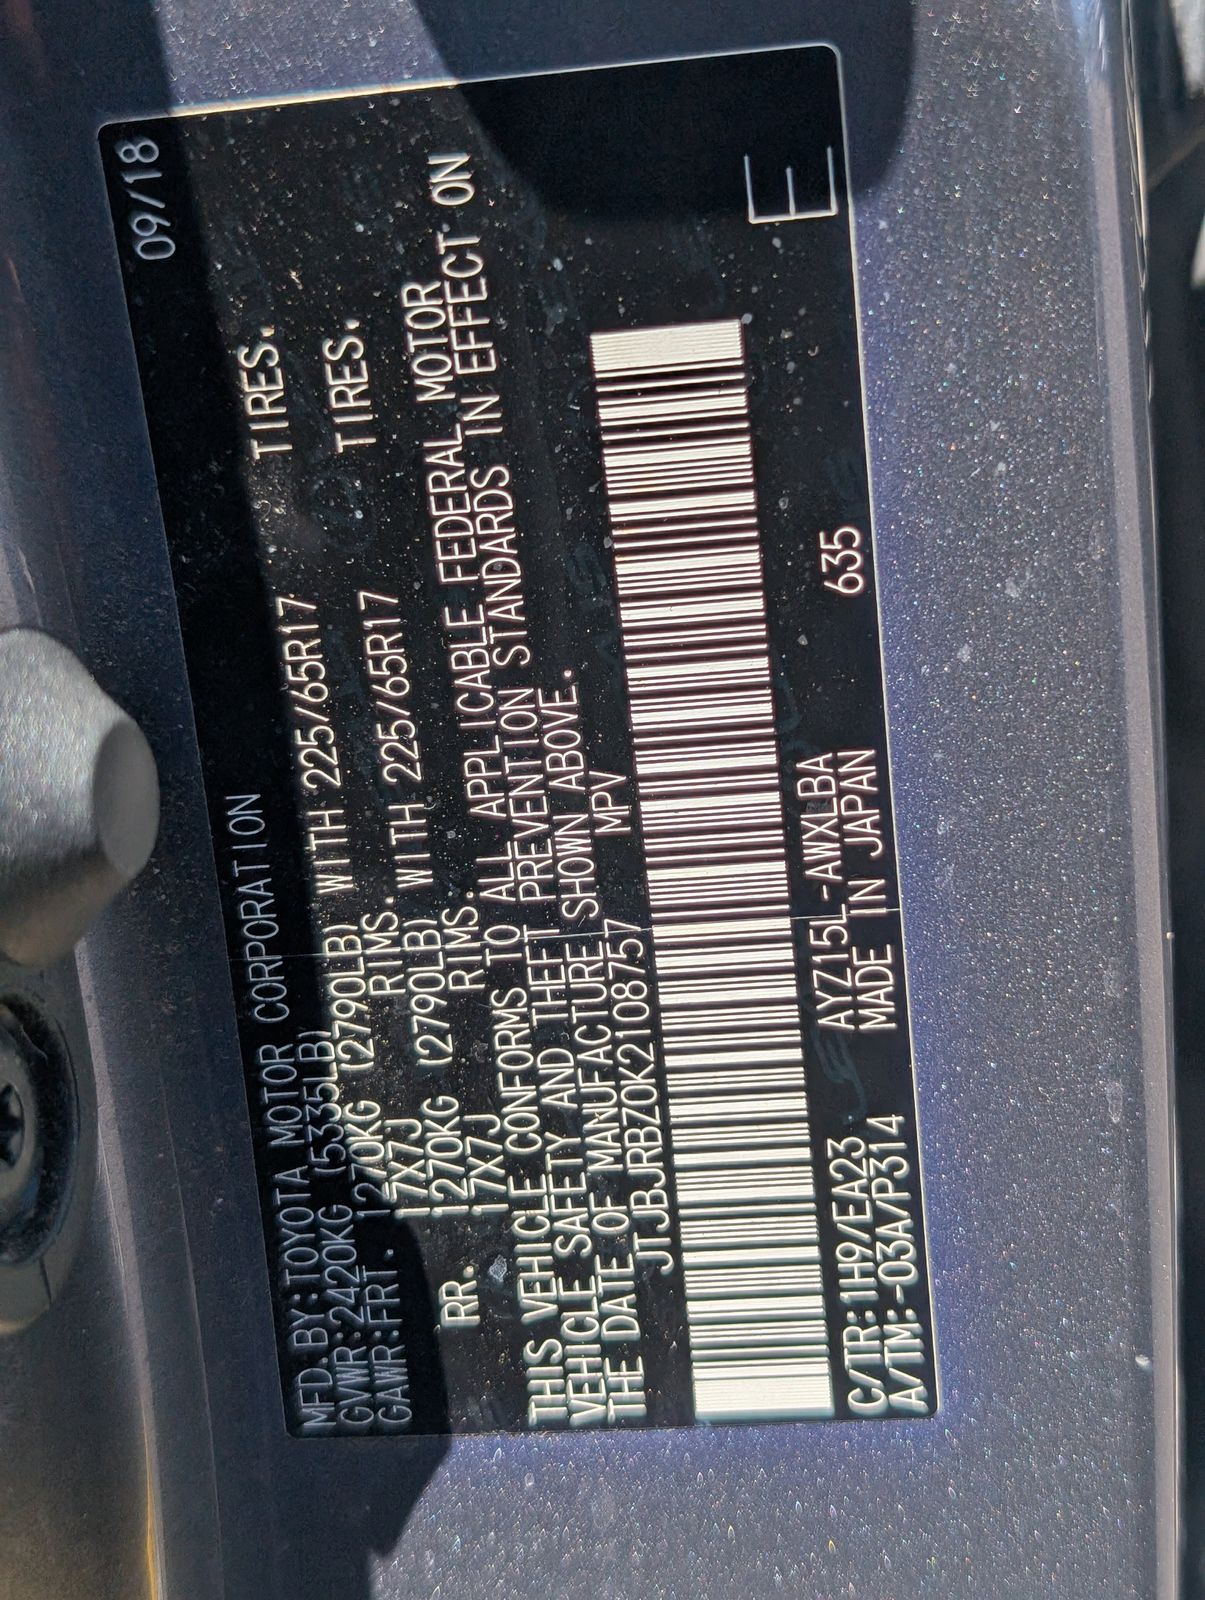 MFD.BY:TOYOTA MOTOR CORPORATION 09/18
GVWR:2420KG (5335LB)
GAWR:FRT. 1270KG (2790LB) WITH 225/65R17 TIRES.
17X7J RIMS.
RR. 1270KG (2790LB) WITH 225/65R17 TIRES.
17X7J RIMS.
THIS VEHICLE CONFORMS TO ALL APPLICABLE FEDERAL MOTOR
VEHICLE SAFETY AND THEFT PREVENTION STANDARDS IN EFFECT ON
THE DATE OF MANUFACTURE SHOWN ABOVE.
JTJBJRBZ0K2108757 MPV
C/TR:1H9/EA23 AYZ15L-AWXLBA
A/TM:-03A/P314 MADE IN JAPAN 635 E